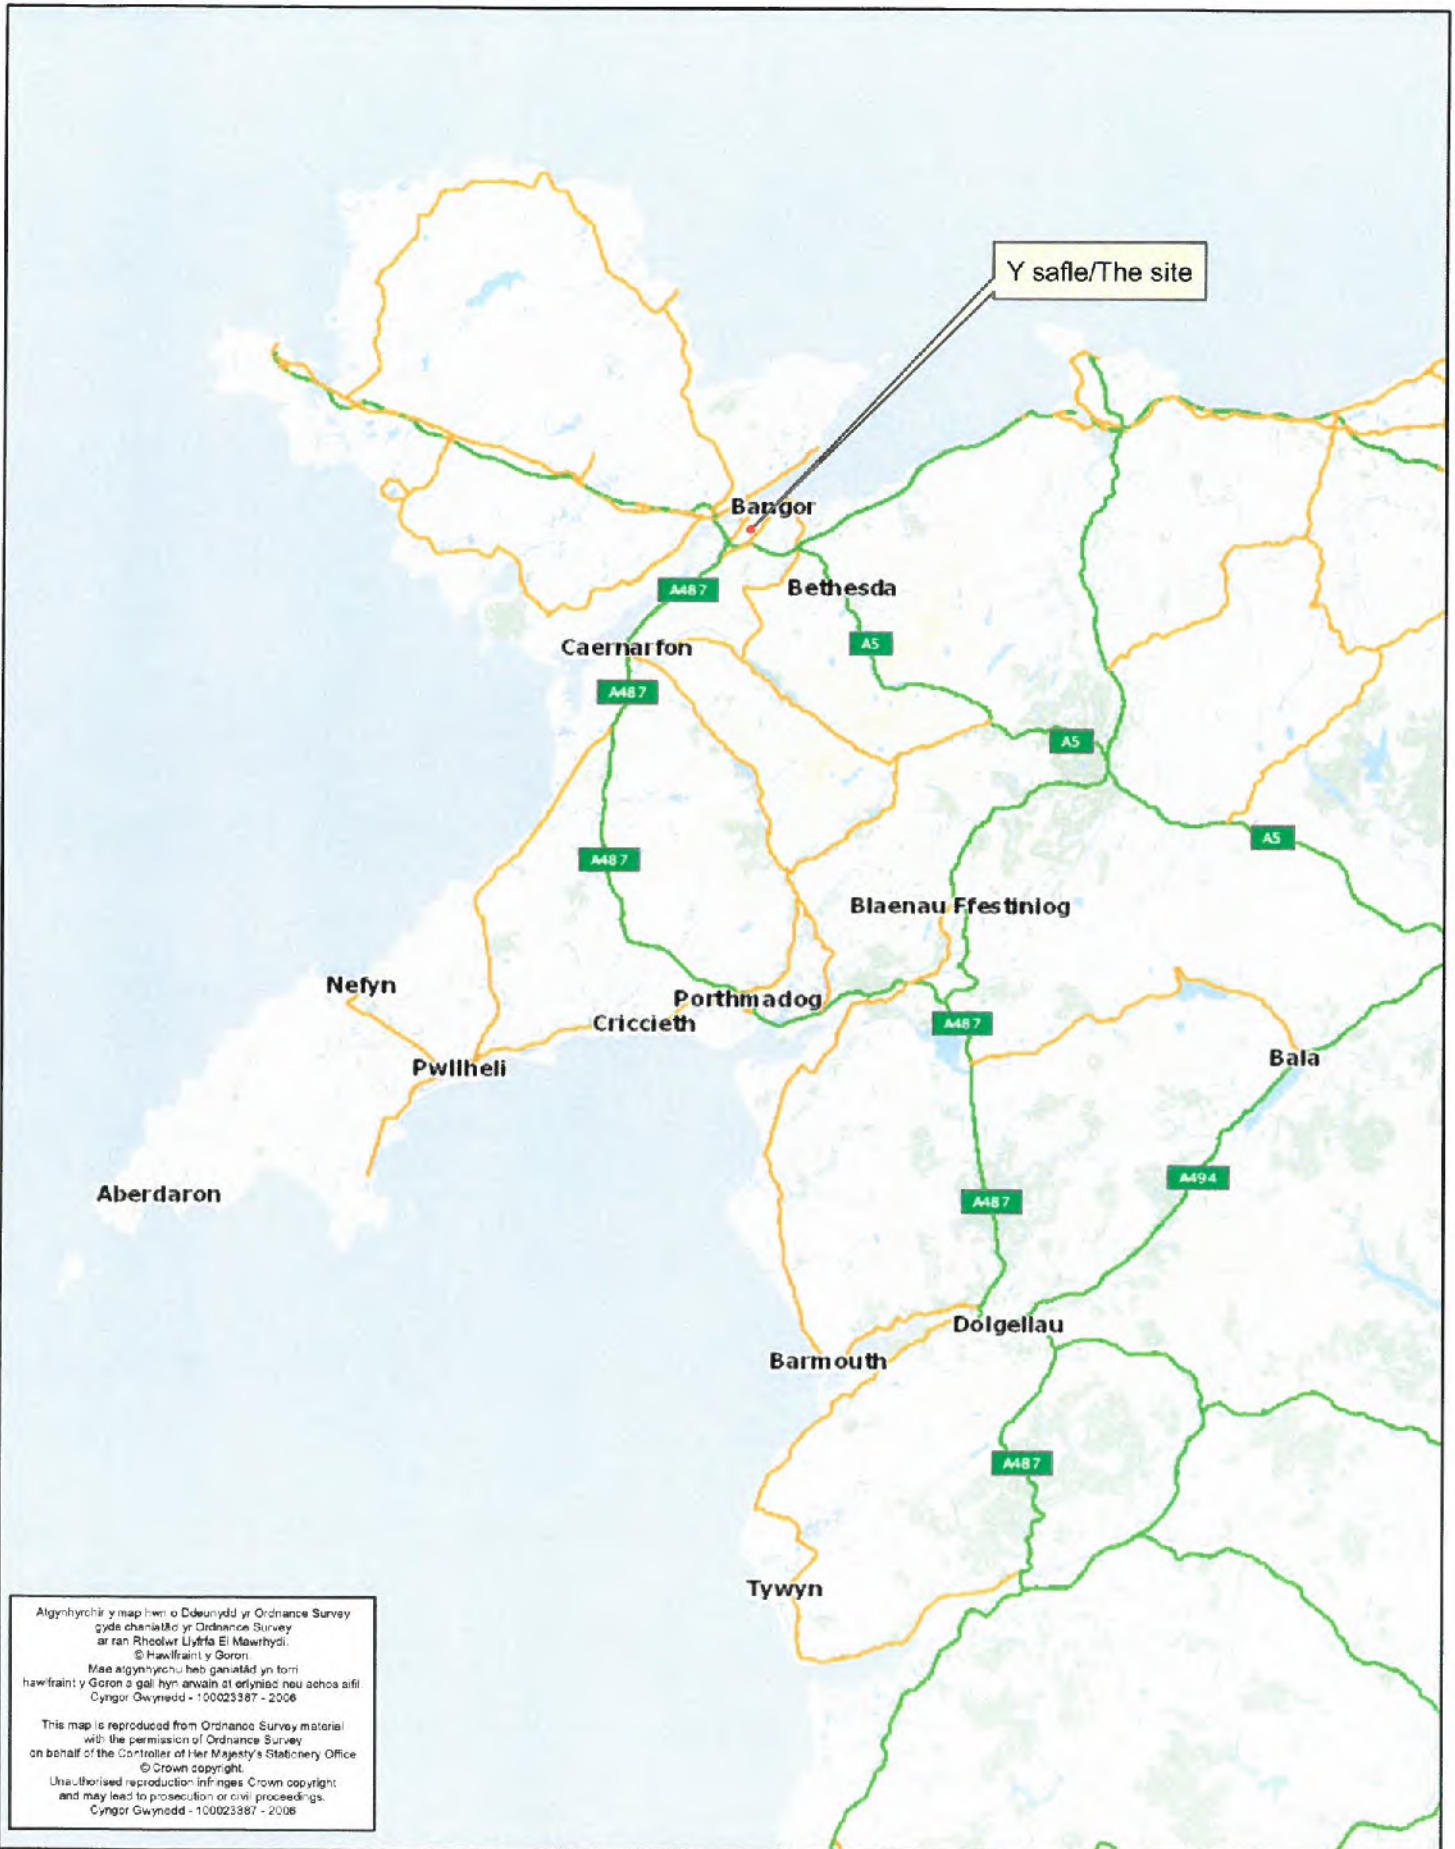 Y safle/The site
Bangor
A487
Bethesda
Caernarfon
A5
A487
A5
A487
A5
Blaenau Ffestiniog
Nefyn
Porthmadog
Criccieth
A487
Pwllheli
Bala
A494
Aberdaron
A487
Dolgellau
Barmouth
A487
Tywyn
Atgynhyrchir y map hwn o Ddeunydd yr Ordnance Survey
gyda chaniatâd yr Ordnance Survey
ar ran Rheolwr Llyfrfa Ei Mawrhydi.
© Hawlfraint y Goron.
Mae atgynhyrchu heb ganiatâd yn torri
hawlfraint y Goron a gall hyn arwain at erlyniad neu achos sifil.
Cyngor Gwynedd - 100023387 - 2006
This map is reproduced from Ordnance Survey material
with the permission of Ordnance Survey
on behalf of the Controller of Her Majesty's Stationery Office
© Crown copyright.
Unauthorised reproduction infringes Crown copyright
and may lead to prosecution or civil proceedings.
Cyngor Gwynedd - 100023387 - 2006